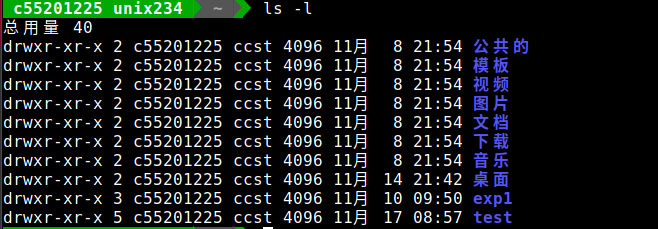 c55201225 unix234 ~ ls -l
总用量 40
drwxr-xr-x 2 c55201225 ccst 4096 11月  8 21:54 公共的
drwxr-xr-x 2 c55201225 ccst 4096 11月  8 21:54 模板
drwxr-xr-x 2 c55201225 ccst 4096 11月  8 21:54 视频
drwxr-xr-x 2 c55201225 ccst 4096 11月  8 21:54 图片
drwxr-xr-x 2 c55201225 ccst 4096 11月  8 21:54 文档
drwxr-xr-x 2 c55201225 ccst 4096 11月  8 21:54 下载
drwxr-xr-x 2 c55201225 ccst 4096 11月  8 21:54 音乐
drwxr-xr-x 2 c55201225 ccst 4096 11月 14 21:42 桌面
drwxr-xr-x 3 c55201225 ccst 4096 11月 10 09:50 exp1
drwxr-xr-x 5 c55201225 ccst 4096 11月 17 08:57 test